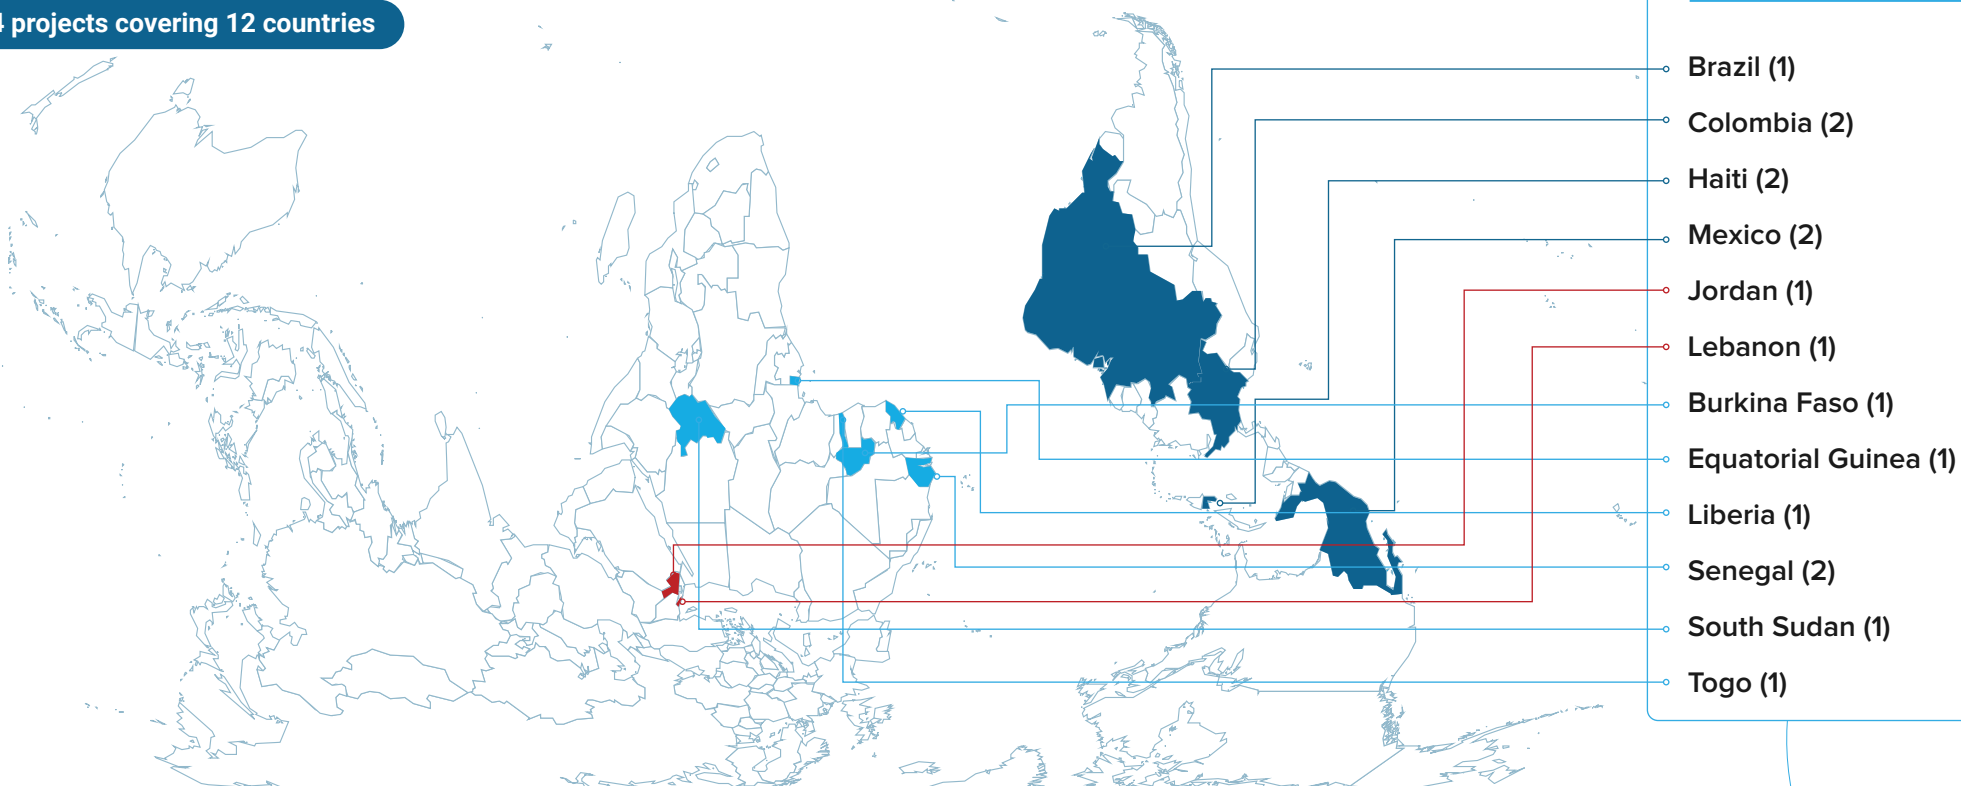 4 projects covering 12 countries
Brazil (1)
Colombia (2)
Haiti (2)
Mexico (2)
Jordan (1)
Lebanon (1)
Burkina Faso (1)
Equatorial Guinea (1)
Liberia (1)
Senegal (2)
South Sudan (1)
Togo (1)